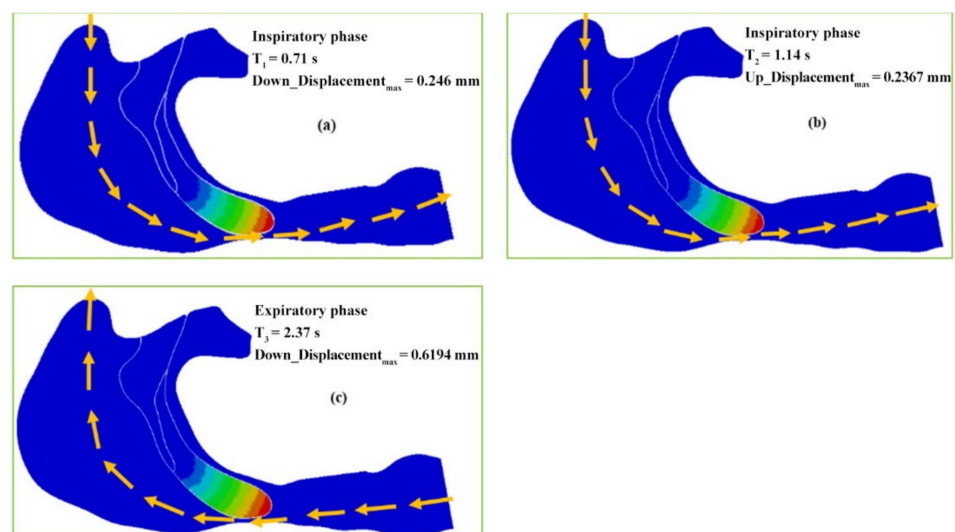 Inspiratory phase
T₁ = 0.71 s
Down_Displacementₘₐₓ = 0.246 mm
(a)
Inspiratory phase
T₂ = 1.14 s
Up_Displacementₘₐₓ = 0.2367 mm
(b)
Expiratory phase
T₃ = 2.37 s
Down_Displacementₘₐₓ = 0.6194 mm
(c)